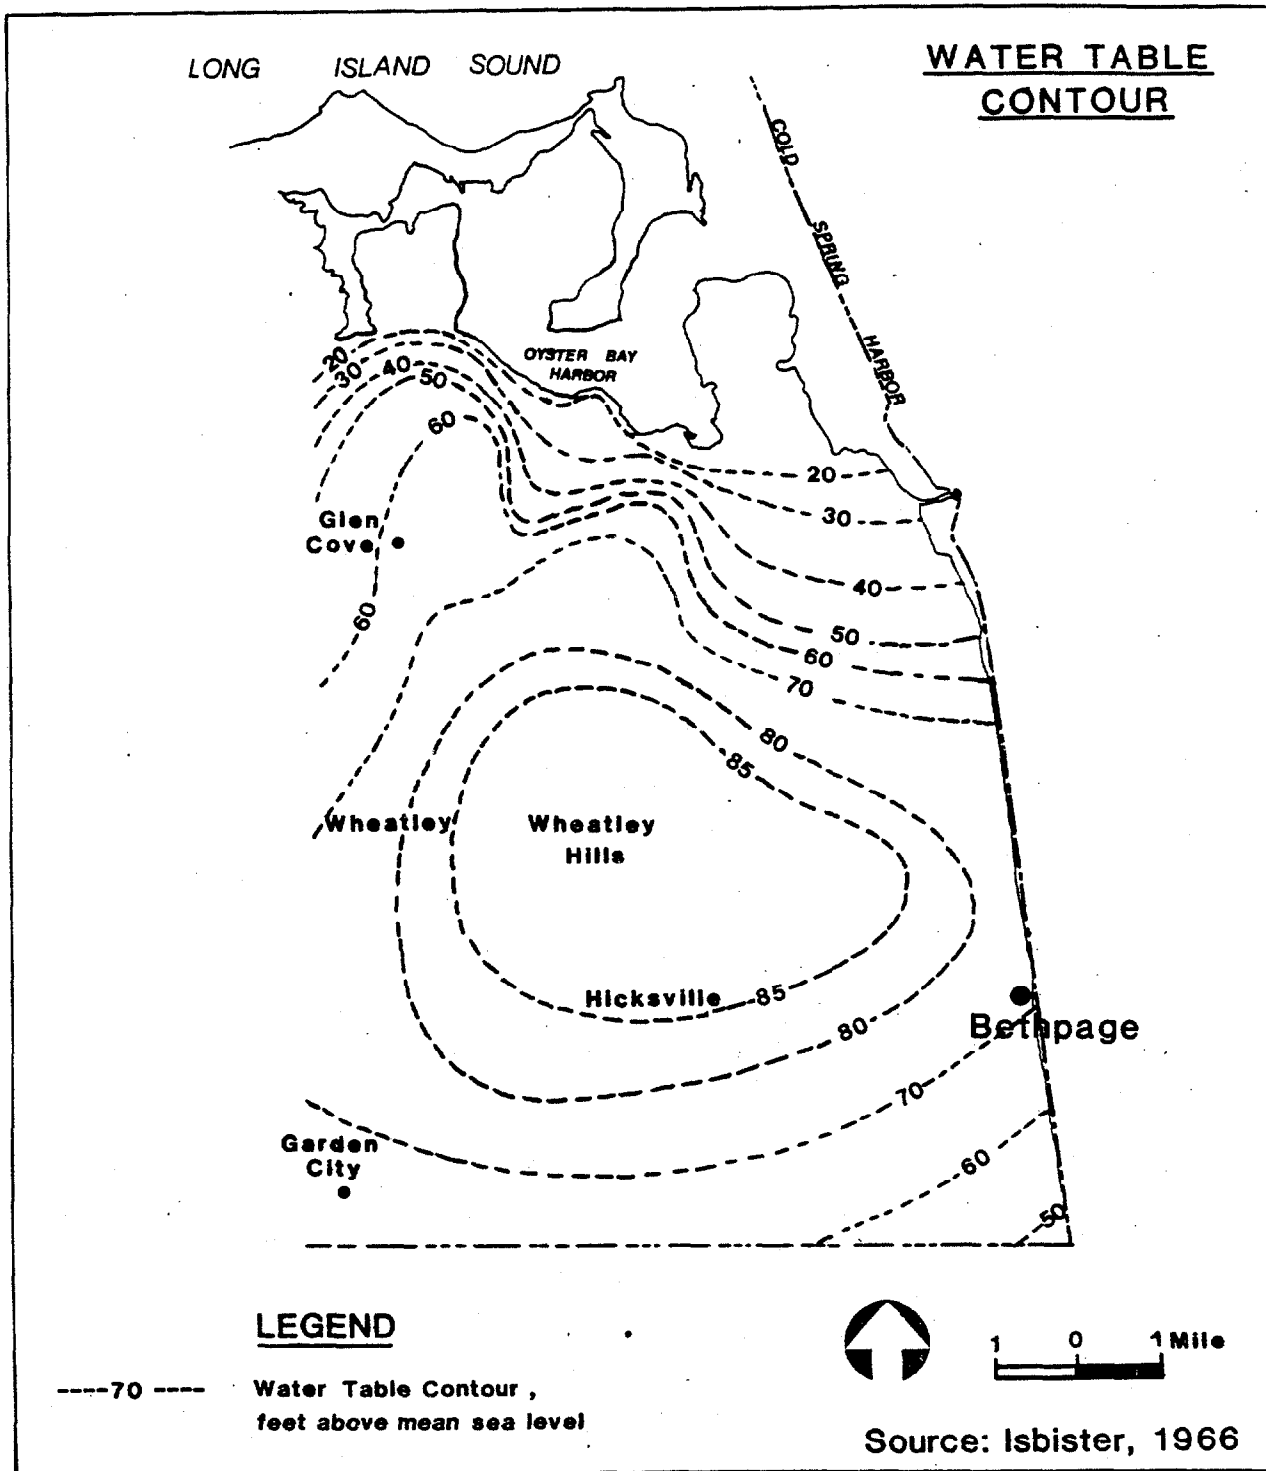 WATER TABLE
CONTOUR
LONG ISLAND SOUND
COLD
SPRING
HARBOR
OYSTER BAY
HARBOR
20
30
40
50
60
20
30
40
50
60
70
Glen
Cove
60
80
85
Wheatley
Wheatley
Hills
Hicksville
85
80
Bethpage
70
Garden
City
60
50
LEGEND
----70 ----
Water Table Contour ,
feet above mean sea level
1 0 1 Mile
Source: Isbister, 1966